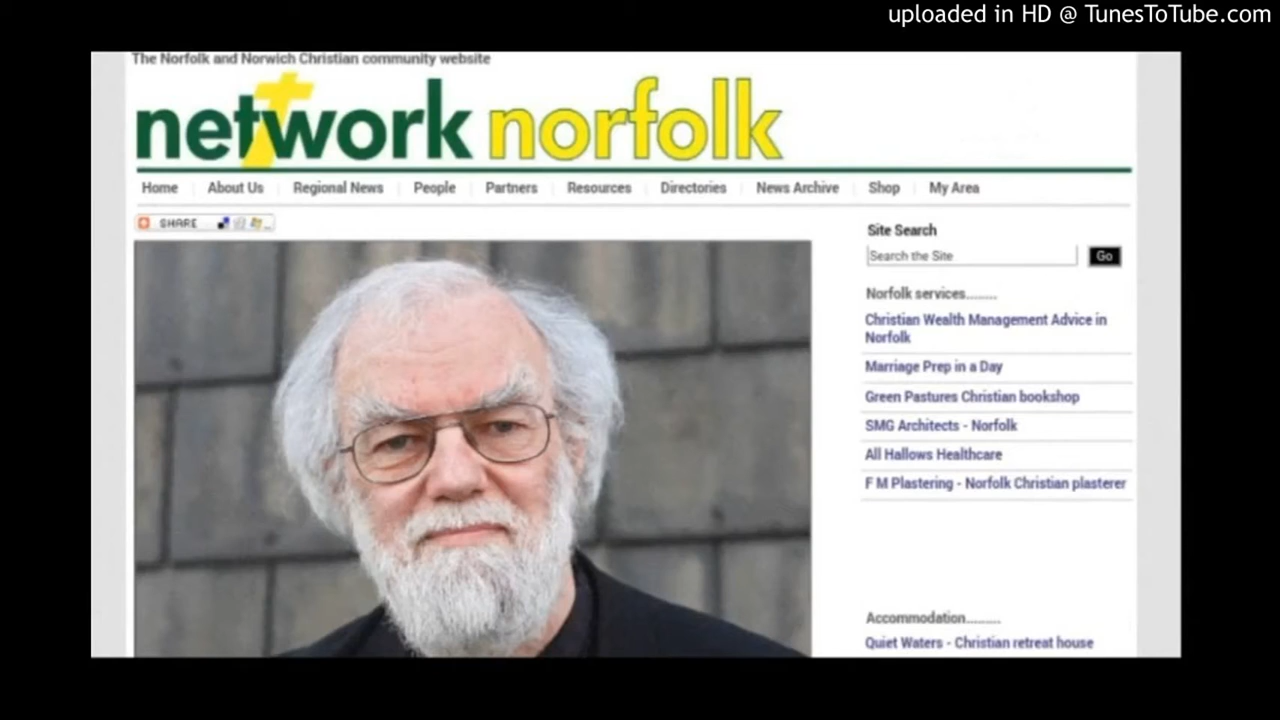 uploaded in HD @ TunesToTube.com
The Norfolk and Norwich Christian community website
network norfolk
Home About Us Regional News People Partners Resources Directories News Archive Shop My Area
SHARE
Site Search
Search the Site Go
Norfolk services........
Christian Wealth Management Advice in
Norfolk
Marriage Prep in a Day
Green Pastures Christian bookshop
SMG Architects - Norfolk
All Hallows Healthcare
F M Plastering - Norfolk Christian plasterer
Accommodation.........
Quiet Waters - Christian retreat house